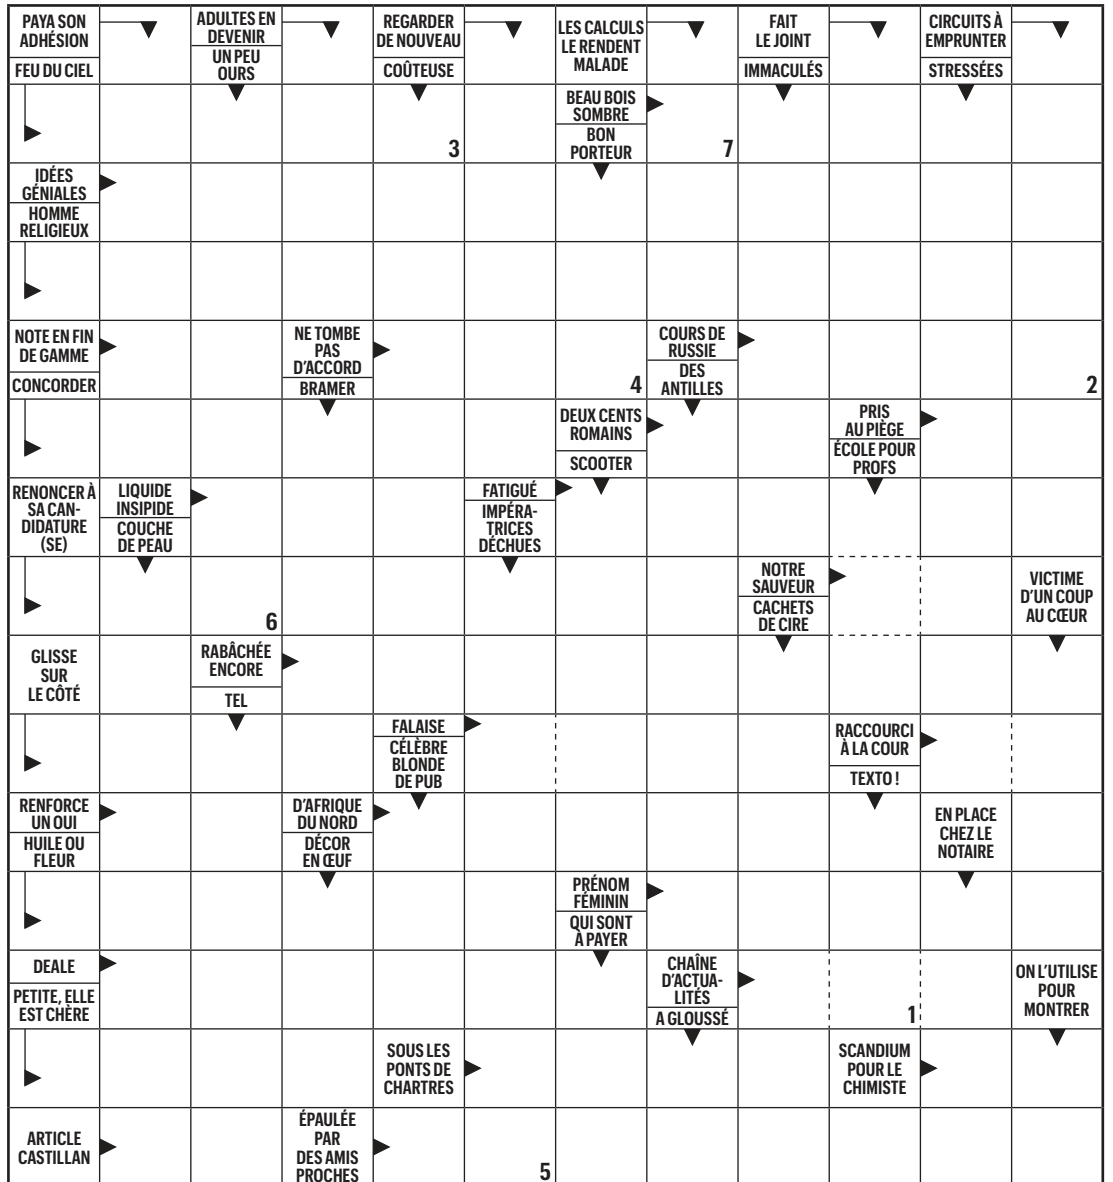 PAYA SON
ADHÉSION
FEU DU CIEL
ADULTES EN
DEVENIR
UN PEU
OURS
REGARDER
DE NOUVEAU
COÛTEUSE
LES CALCULS
LE RENDENT
MALADE
FAIT
LE JOINT
IMMACULÉS
CIRCUITS À
EMPRUNTER
STRESSÉES
3
BEAU BOIS
SOMBRE
BON
PORTEUR
7
IDÉES
GÉNIALES
HOMME
RELIGIEUX
NOTE EN FIN
DE GAMME
CONCORDER
NE TOMBE
PAS
D'ACCORD
BRAMER
4
COURS DE
RUSSIE
DES
ANTILLES
2
DEUX CENTS
ROMAINS
SCOOTER
PRIS
AU PIÈGE
ÉCOLE POUR
PROFS
RENONCER À
SA CAN-
DIDATURE
(SE)
LIQUIDE
INSIPIDE
COUCHE
DE PEAU
FATIGUÉ
IMPÉRA-
TRICES
DÉCHUES
6
NOTRE
SAUVEUR
CACHETS
DE CIRE
VICTIME
D'UN COUP
AU CŒUR
GLISSE
SUR
LE CÔTÉ
RABÂCHÉE
ENCORE
TEL
FALAISE
CÉLÈBRE
BLONDE
DE PUB
RACCOURCI
À LA COUR
TEXTO !
RENFORCE
UN OUI
HUILE OU
FLEUR
D'AFRIQUE
DU NORD
DÉCOR
EN ŒUF
EN PLACE
CHEZ LE
NOTAIRE
PRÉNOM
FÉMININ
QUI SONT
À PAYER
DEALE
PETITE, ELLE
EST CHÈRE
CHAÎNE
D'ACTUA-
LITÉS
A GLOUSSÉ
1
ON L'UTILISE
POUR
MONTRER
SOUS LES
PONTS DE
CHARTRES
SCANDIUM
POUR LE
CHIMISTE
ARTICLE
CASTILLAN
ÉPAULÉE
PAR
DES AMIS
PROCHES
5